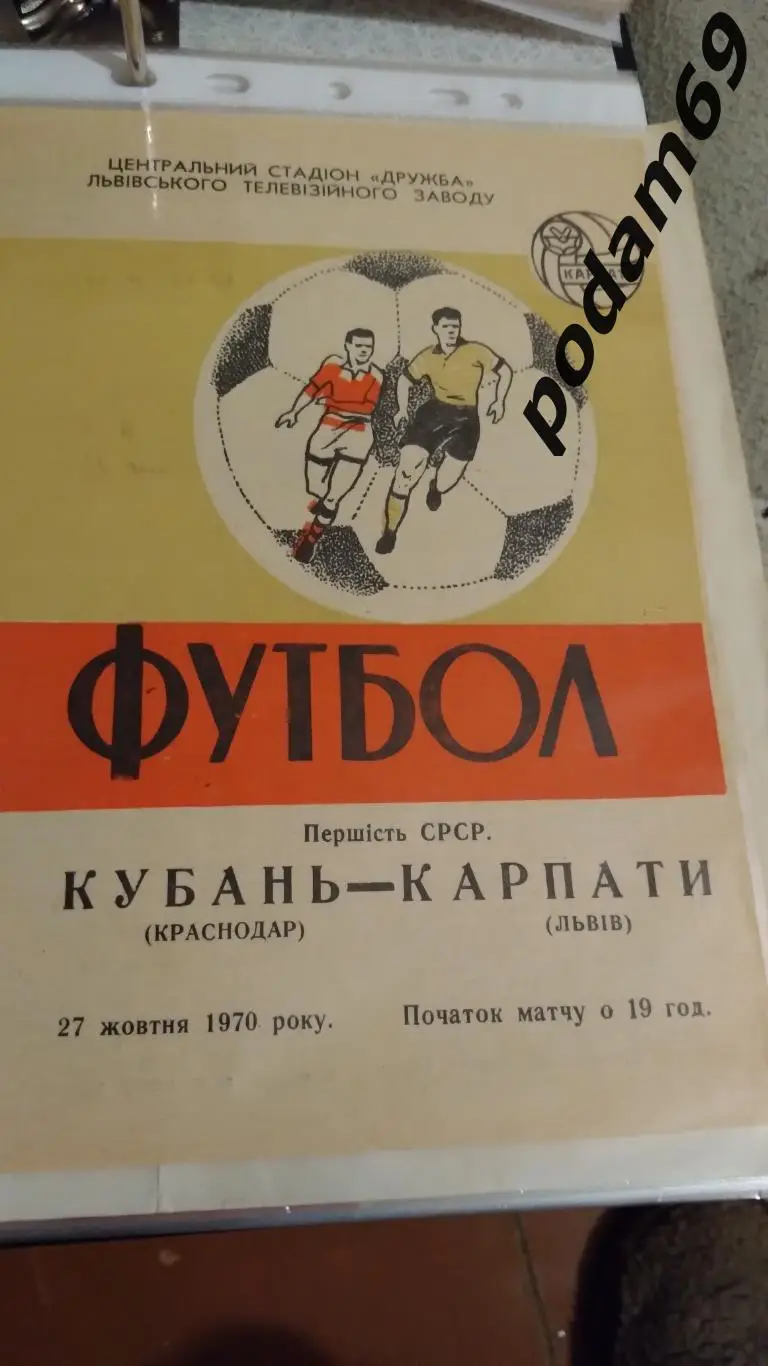 ЦЕНТРАЛЬНИЙ СТАДІОН «ДРУЖБА»
ЛЬВІВСЬКОГО ТЕЛЕВІЗІЙНОГО ЗАВОДУ
podam69
ФУТБОЛ
Першість СРСР.
КУБАНЬ—КАРПАТИ
(КРАСНОДАР) (ЛЬВІВ)
27 жовтня 1970 року. Початок матчу о 19 год.